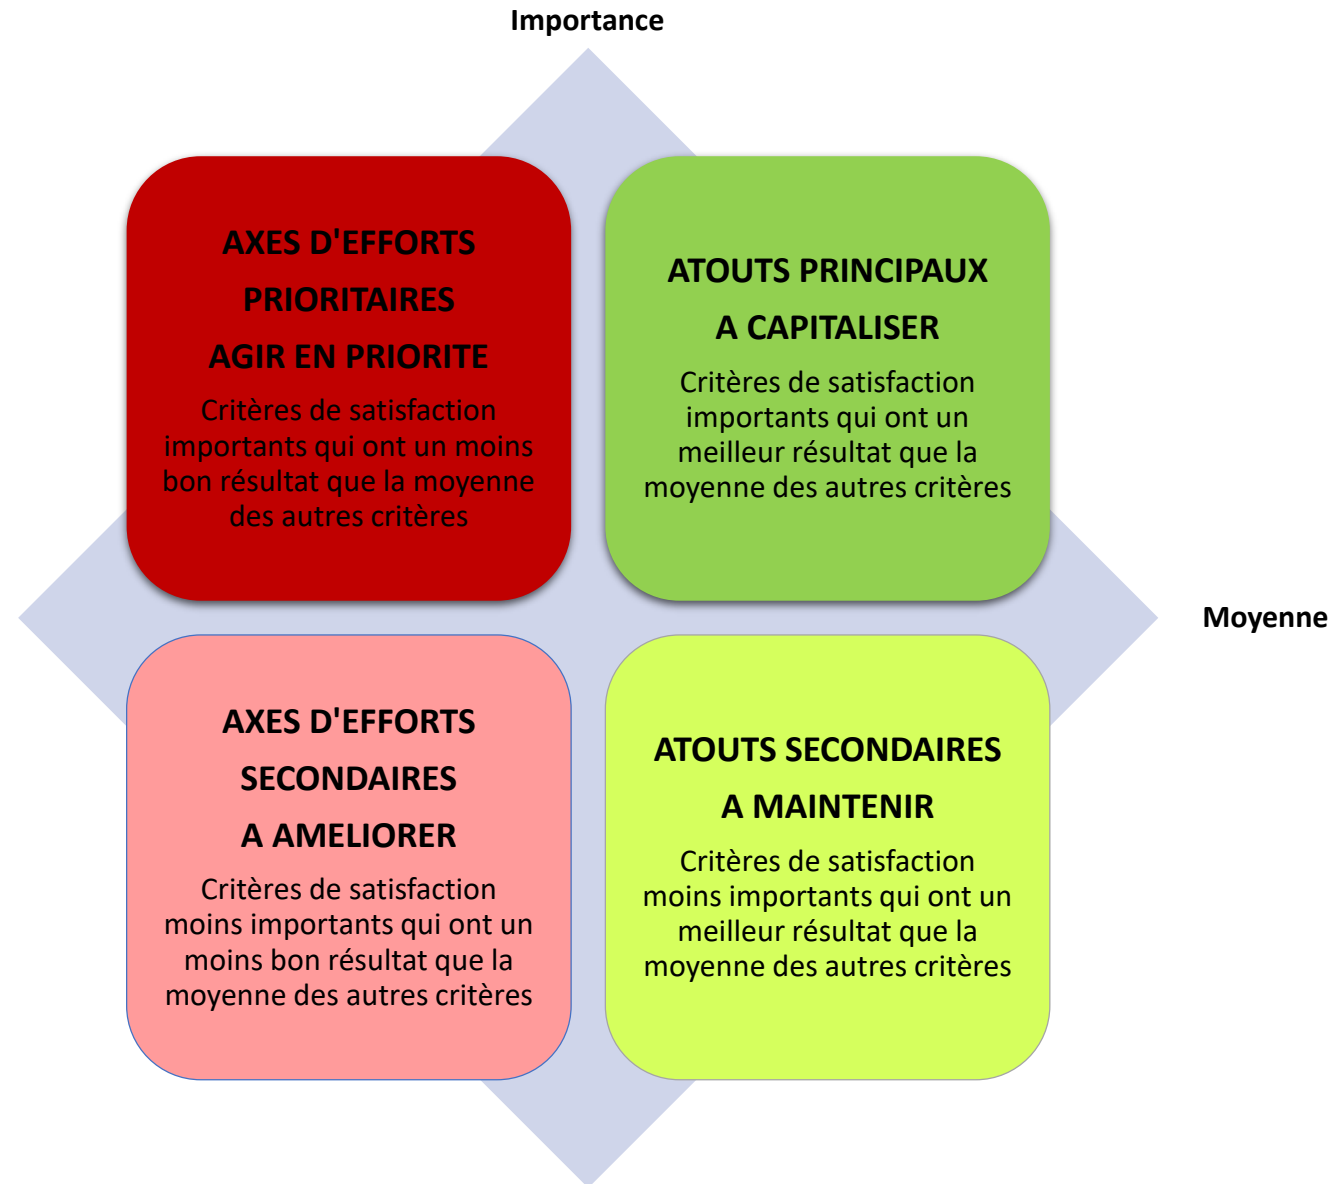 Importance
AXES D'EFFORTS
PRIORITAIRES
AGIR EN PRIORITE
Critères de satisfaction
importants qui ont un moins
bon résultat que la moyenne
des autres critères
ATOUTS PRINCIPAUX
A CAPITALISER
Critères de satisfaction
importants qui ont un
meilleur résultat que la
moyenne des autres critères
Moyenne
AXES D'EFFORTS
SECONDAIRES
A AMELIORER
Critères de satisfaction
moins importants qui ont un
moins bon résultat que la
moyenne des autres critères
ATOUTS SECONDAIRES
A MAINTENIR
Critères de satisfaction
moins importants qui ont un
meilleur résultat que la
moyenne des autres critères